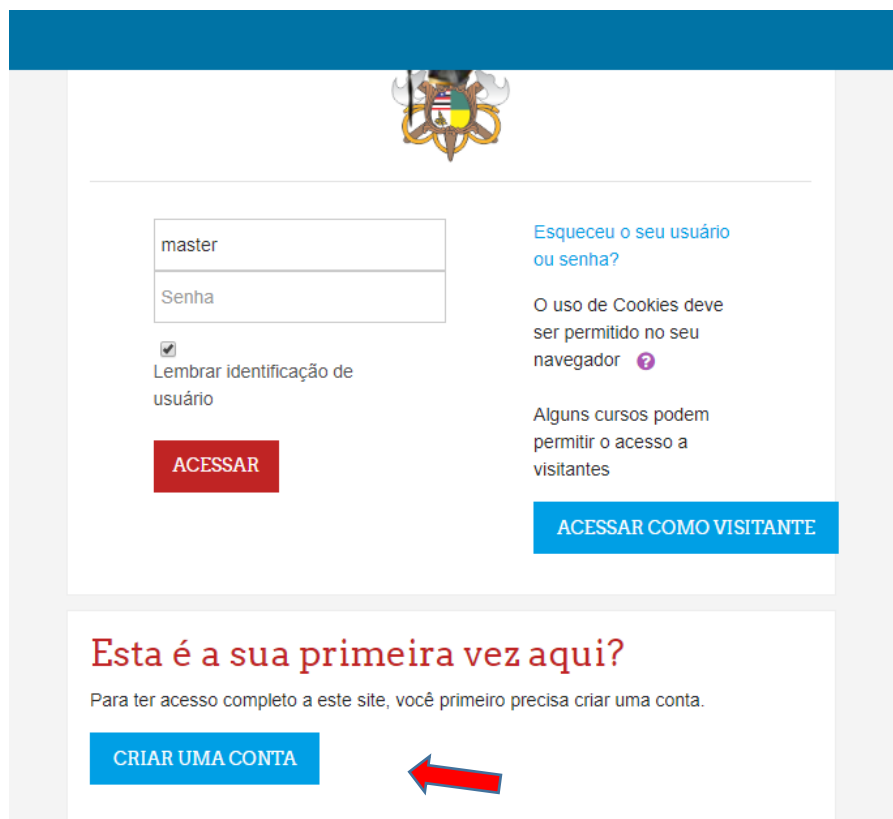 master
Senha
Lembrar identificação de
usuário
ACESSAR
Esqueceu o seu usuário
ou senha?
O uso de Cookies deve
ser permitido no seu
navegador ?
Alguns cursos podem
permitir o acesso a
visitantes
ACESSAR COMO VISITANTE
Esta é a sua primeira vez aqui?
Para ter acesso completo a este site, você primeiro precisa criar uma conta.
CRIAR UMA CONTA